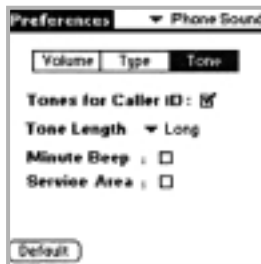 Preferences Phone Sound
Volume Type Tone
Tones for Caller ID:
Tone Length Long
Minute Beep :
Service Area :
Default